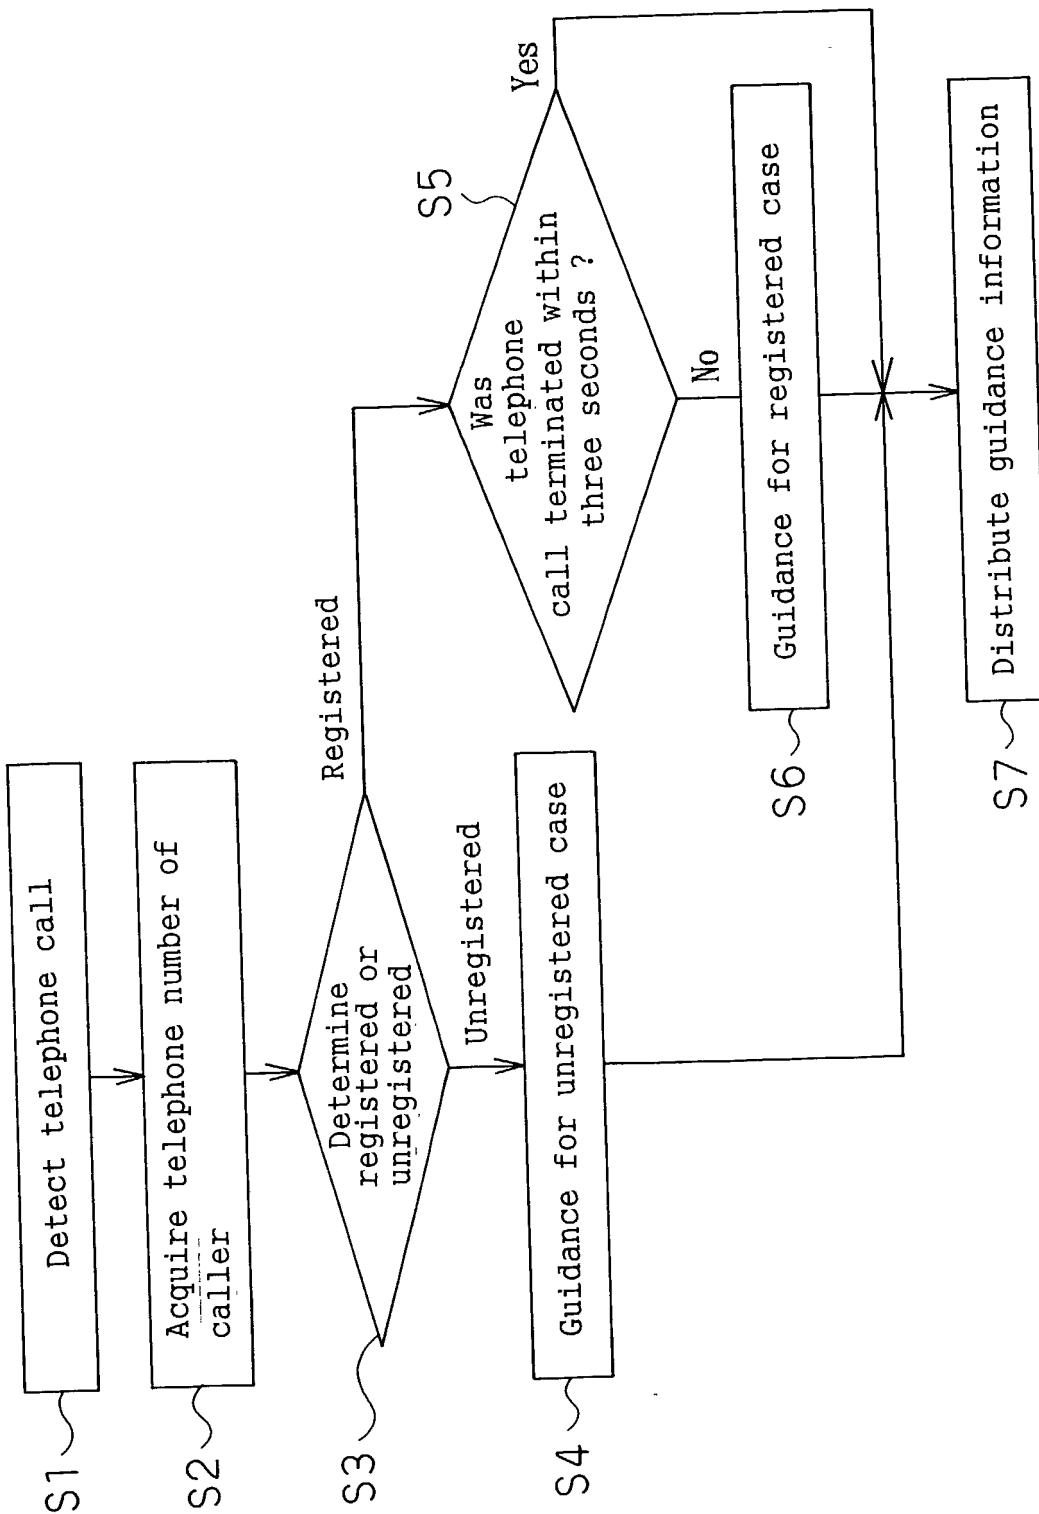 S1
Detect telephone call
S2
Acquire telephone number of
caller
S3
Determine
registered or
unregistered
Registered
Unregistered
S4
Guidance for unregistered case
S5
Was
telephone
call terminated within
three seconds ?
Yes
No
S6
Guidance for registered case
S7
Distribute guidance information